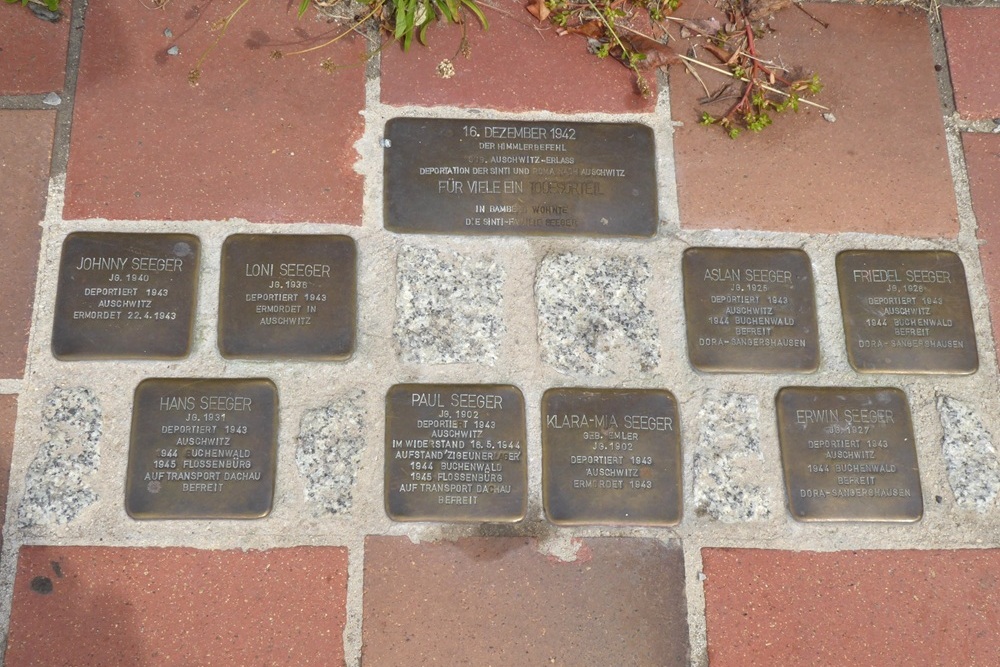 16. DEZEMBER 1942
DER HIMMLERBEFEHL
AUSCHWITZ-ERLASS
DEPORTATION DER SINTI UND ROMA NACH AUSCHWITZ
FÜR VIELE EIN TODESURTEIL
IN BAMBERG WOHNTE
DIE SINTI-FAMILIE SEEGER
JOHNNY SEEGER
JG. 1940
DEPORTIERT 1943
AUSCHWITZ
ERMORDET 22.4.1943
LONI SEEGER
JG. 1938
DEPORTIERT 1943
ERMORDET IN
AUSCHWITZ
ASLAN SEEGER
JG. 1925
DEPORTIERT 1943
AUSCHWITZ
1944 BUCHENWALD
BEFREIT
DORA-SANGERSHAUSEN
FRIEDEL SEEGER
JG. 1926
DEPORTIERT 1943
AUSCHWITZ
1944 BUCHENWALD
BEFREIT
DORA-SANGERSHAUSEN
HANS SEEGER
JG. 1931
DEPORTIERT 1943
AUSCHWITZ
1944 BUCHENWALD
1945 FLOSSENBÜRG
AUF TRANSPORT DACHAU
BEFREIT
PAUL SEEGER
JG. 1902
DEPORTIERT 1943
AUSCHWITZ
IM WIDERSTAND 16.5.1944
AUFSTAND
1944 BUCHENWALD
1945 FLOSSENBÜRG
AUF TRANSPORT DACHAU
BEFREIT
KLARA-MIA SEEGER
GEB.
JG. 1902
DEPORTIERT 1943
AUSCHWITZ
ERMORDET 1943
ERWIN SEEGER
JG. 1927
DEPORTIERT 1943
AUSCHWITZ
1944 BUCHENWALD
BEFREIT
DORA-SANGERSHAUSEN